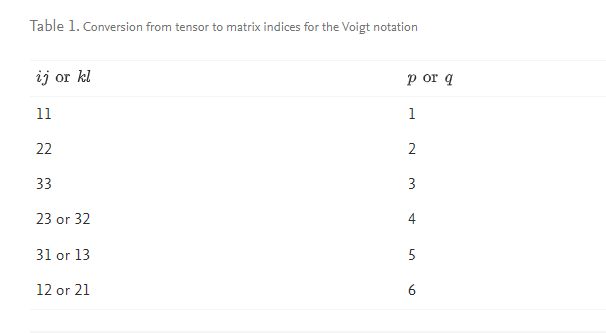 Table 1. Conversion from tensor to matrix indices for the Voigt notation
ij or kl p or q
11 1
22 2
33 3
23 or 32 4
31 or 13 5
12 or 21 6